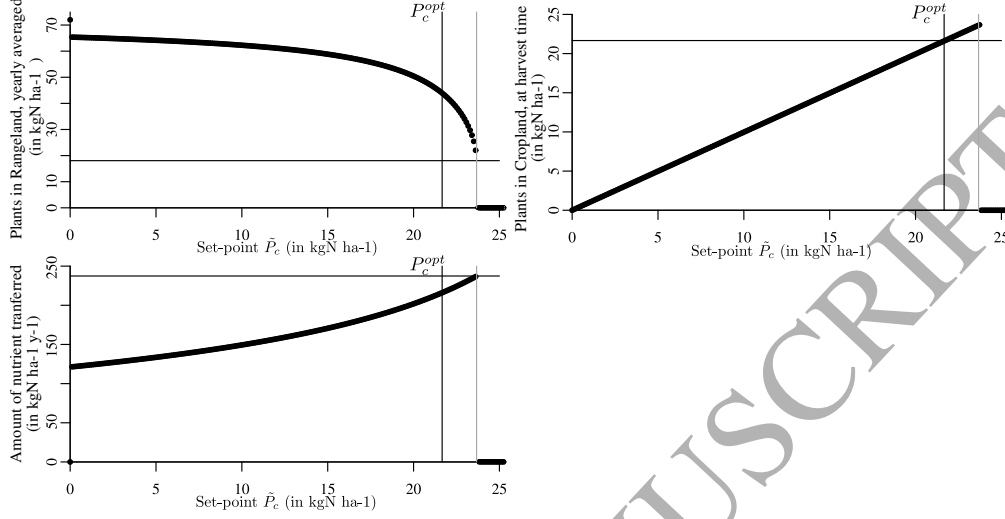 Plants in Rangeland, yearly averaged
(in kgN ha-1 )
70
50
30
10
0
P_c^opt
0 5 10 15 20 25
Set-point P̃_c (in kgN ha-1)
Plants in Cropland, at harvest time
(in kgN ha-1)
25
20
15
10
5
0
P_c^opt
0 5 10 15 20 25
Set-point P̃_c (in kgN ha-1)
Amount of nutrient tranferred
(in kgN ha-1 y-1)
250
150
50
0
P_c^opt
0 5 10 15 20 25
Set-point P̃_c (in kgN ha-1)
USCRIPT